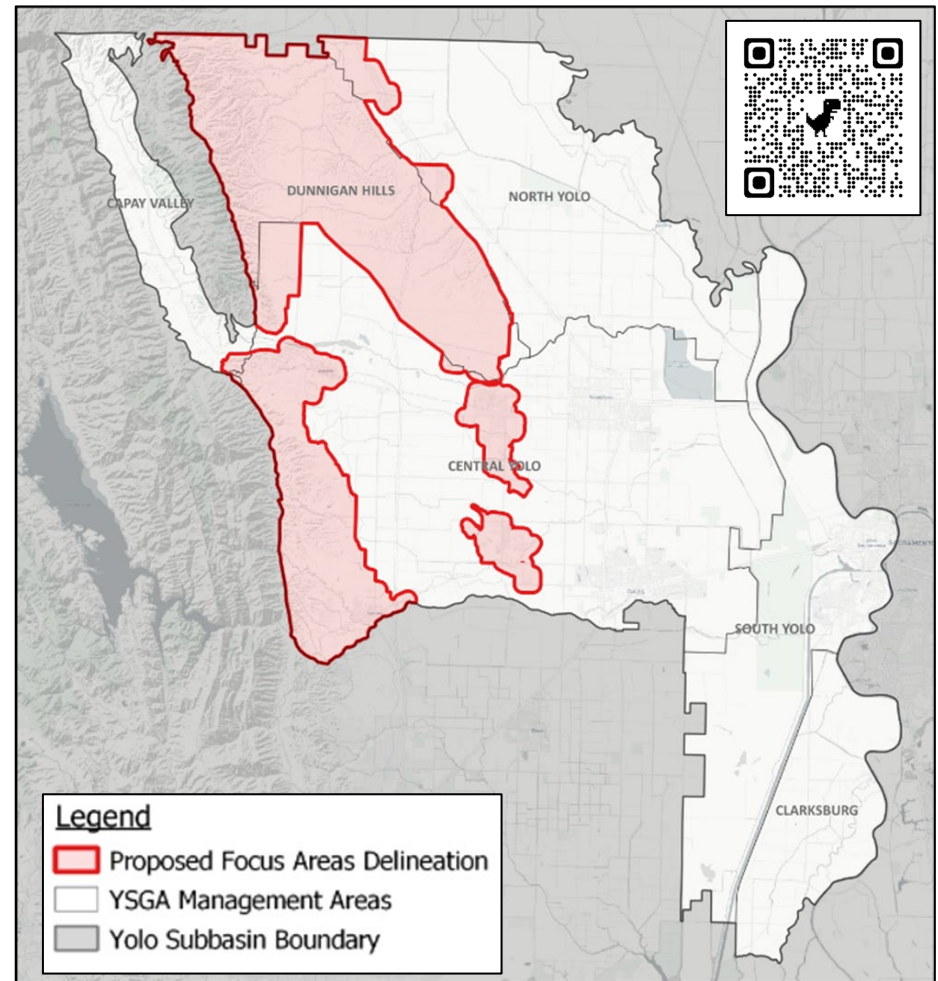 DUNNIGAN HILLS
NORTH YOLO
CAPAY VALLEY
CENTRAL YOLO
DAVIS
SOUTH YOLO
CLARKSBURG
Legend
Proposed Focus Areas Delineation
YSGA Management Areas
Yolo Subbasin Boundary